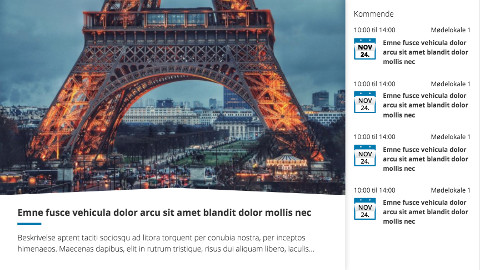 Kommende
10:00 til 14:00 Mødelokale 1
NOV 24.
Emne fusce vehicula dolor
arcu sit amet blandit dolor
mollis nec
10:00 til 14:00 Mødelokale 1
NOV 24.
Emne fusce vehicula dolor
arcu sit amet blandit dolor
mollis nec
10:00 til 14:00 Mødelokale 1
NOV 24.
Emne fusce vehicula dolor
arcu sit amet blandit dolor
mollis nec
10:00 til 14:00 Mødelokale 1
NOV 24.
Emne fusce vehicula dolor
arcu sit amet blandit dolor
mollis nec
Emne fusce vehicula dolor arcu sit amet blandit dolor mollis nec
Beskrivelse aptent taciti sociosqu ad litora torquent per conubia nostra, per inceptos
himenaeos. Maecenas dapibus, elit in rutrum tristique, risus dui aliquam libero, iaculis...